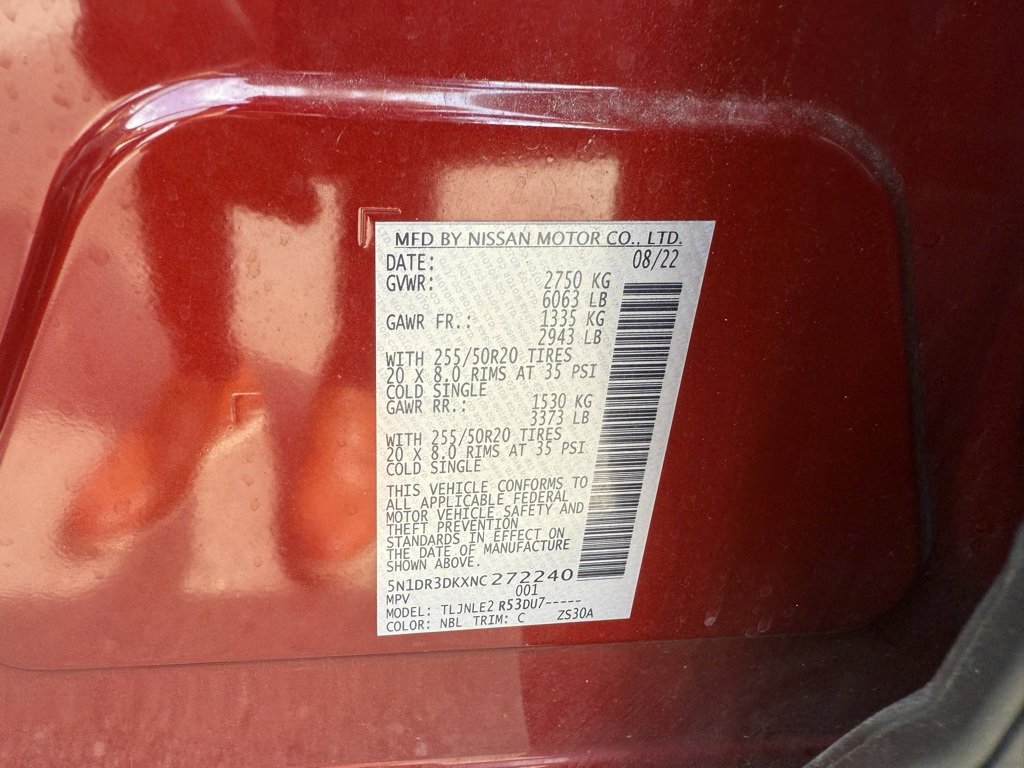 MFD BY NISSAN MOTOR CO., LTD.
DATE: 08/22
GVWR: 2750 KG
6063 LB
GAWR FR.: 1335 KG
2943 LB
WITH 255/50R20 TIRES
20 X 8.0 RIMS AT 35 PSI
COLD SINGLE
GAWR RR.: 1530 KG
3373 LB
WITH 255/50R20 TIRES
20 X 8.0 RIMS AT 35 PSI
COLD SINGLE
THIS VEHICLE CONFORMS TO
ALL APPLICABLE FEDERAL
MOTOR VEHICLE SAFETY AND
THEFT PREVENTION
STANDARDS IN EFFECT ON
THE DATE OF MANUFACTURE
SHOWN ABOVE.
5N1DR3DKXNC272240
MPV 001
MODEL: TLJNLE2 R53DU7-----
COLOR: NBL TRIM: C ZS30A